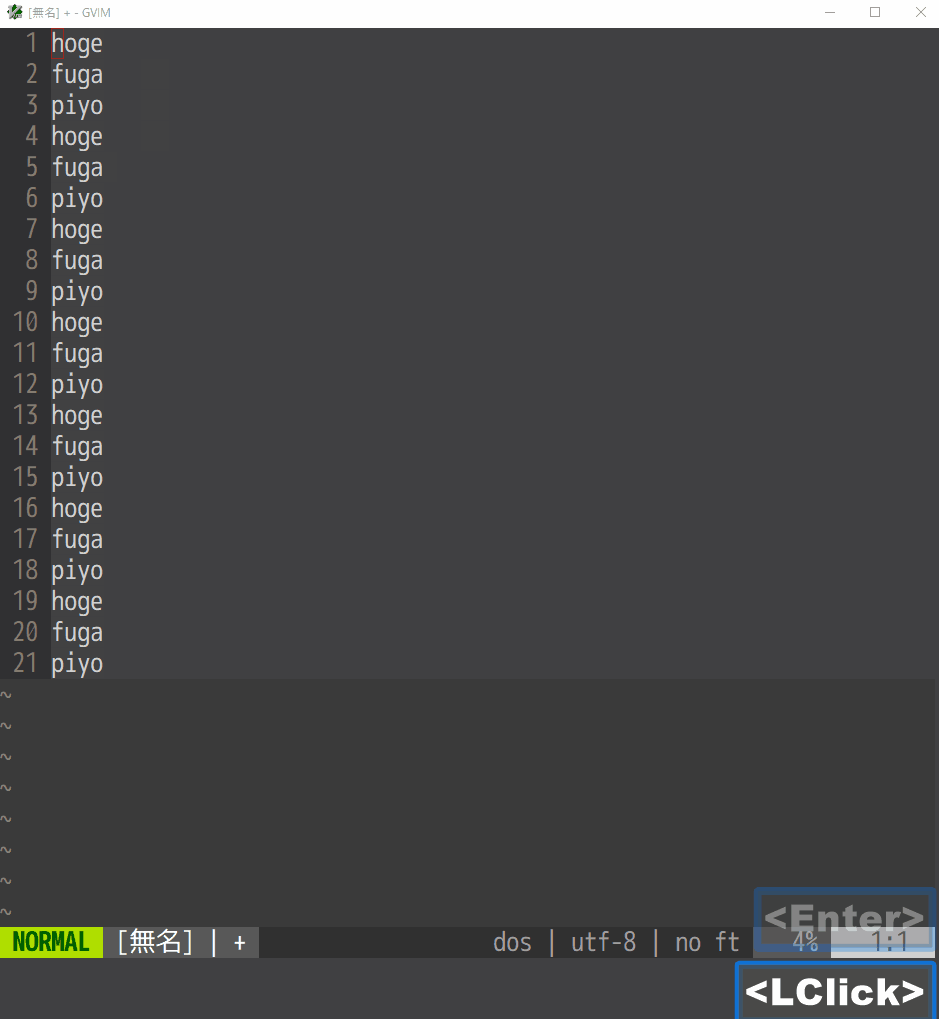 [無名] + - GVIM
1 hoge
2 fuga
3 piyo
4 hoge
5 fuga
6 piyo
7 hoge
8 fuga
9 piyo
10 hoge
11 fuga
12 piyo
13 hoge
14 fuga
15 piyo
16 hoge
17 fuga
18 piyo
19 hoge
20 fuga
21 piyo
~
~
~
~
~
~
~
~
<Enter>
NORMAL [無名] | + dos | utf-8 | no ft 4% 1:1
<LClick>